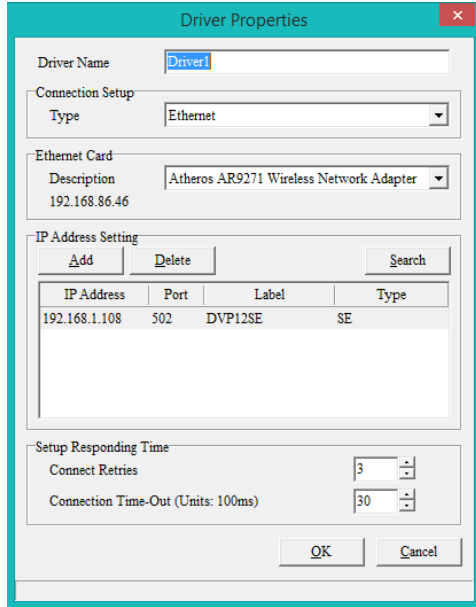 Driver Properties
Driver Name Driver1
Connection Setup
Type Ethernet
Ethernet Card
Description Atheros AR9271 Wireless Network Adapter
192.168.86.46
IP Address Setting
Add Delete Search
IP Address Port Label Type
192.168.1.108 502 DVP12SE SE
Setup Responding Time
Connect Retries 3
Connection Time-Out (Units: 100ms) 30
OK Cancel